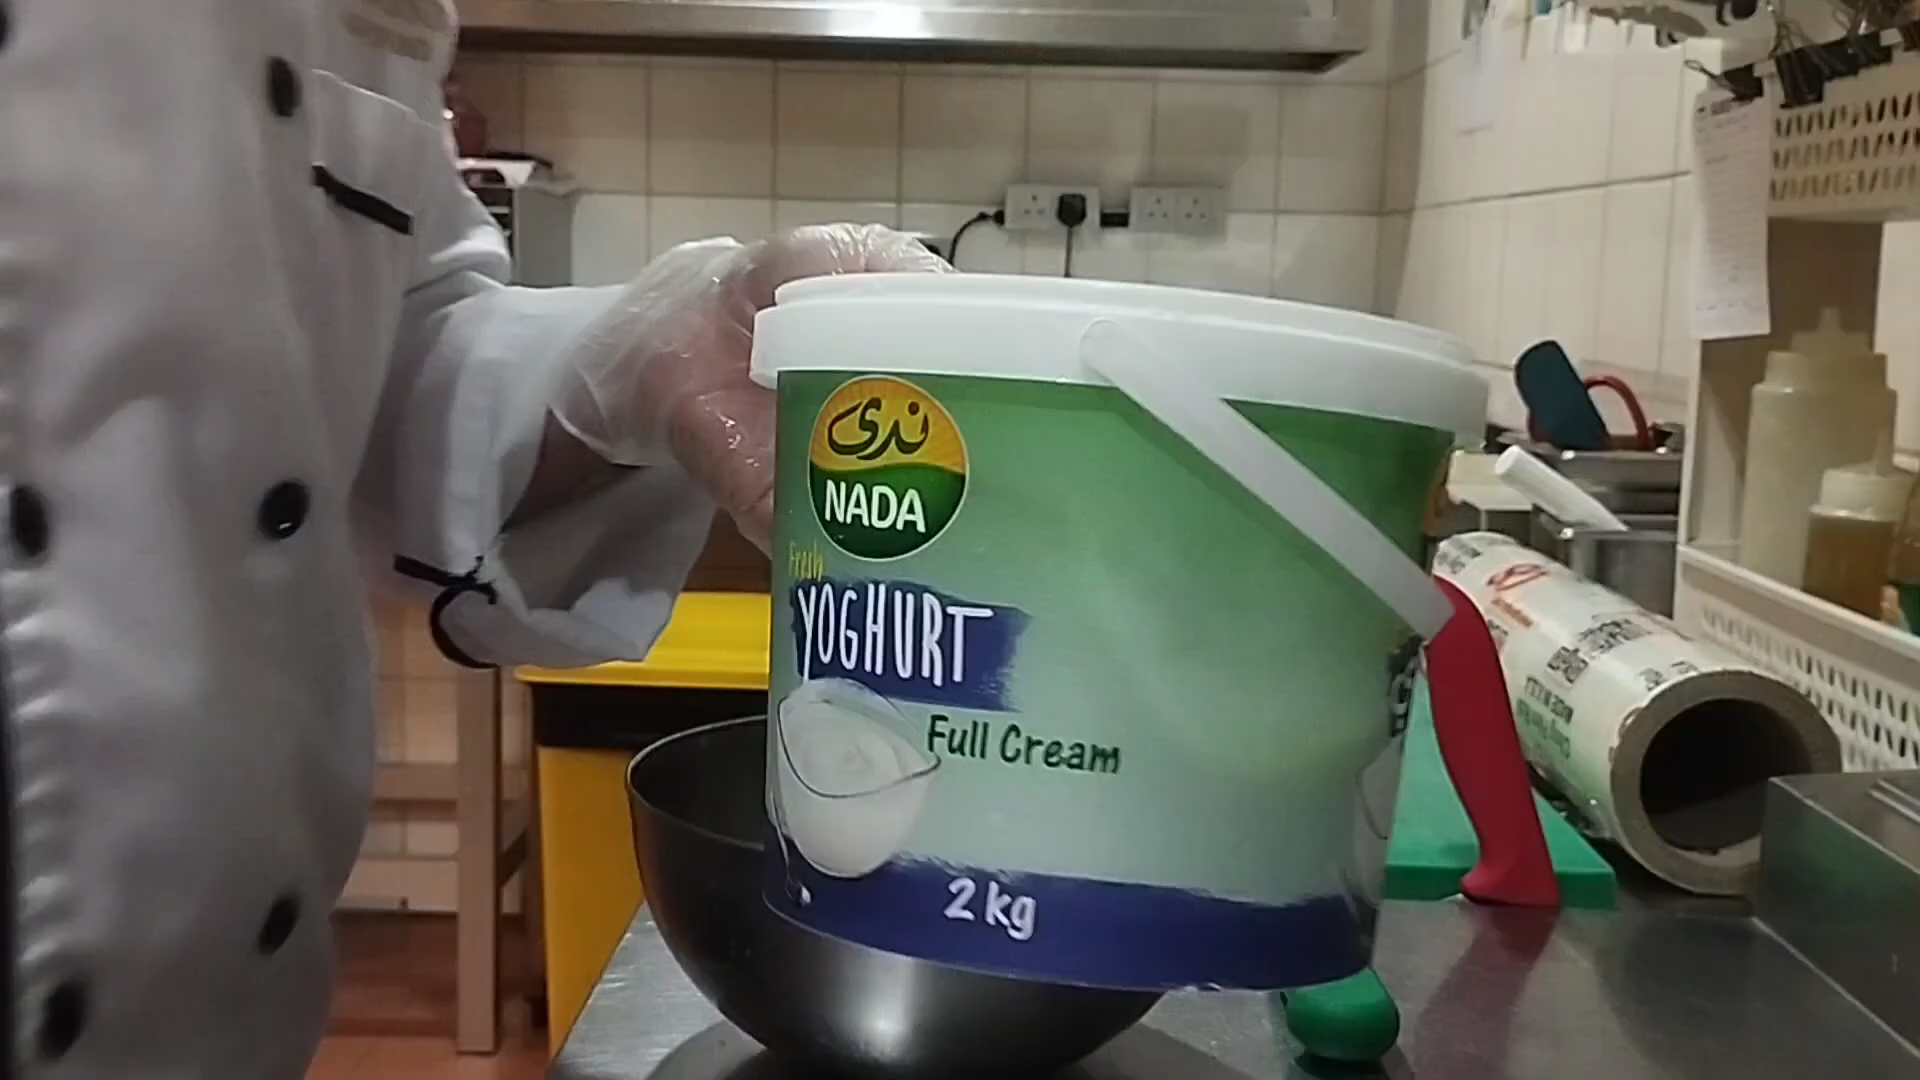 ندى
NADA
Fresh
YOGHURT
Full Cream
2 kg